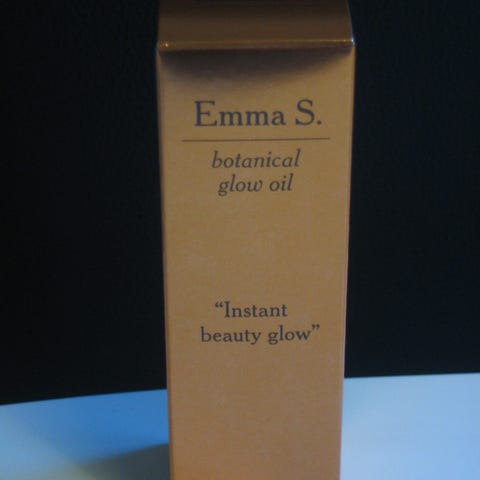 Emma S.
botanical
glow oil
“Instant
beauty glow”